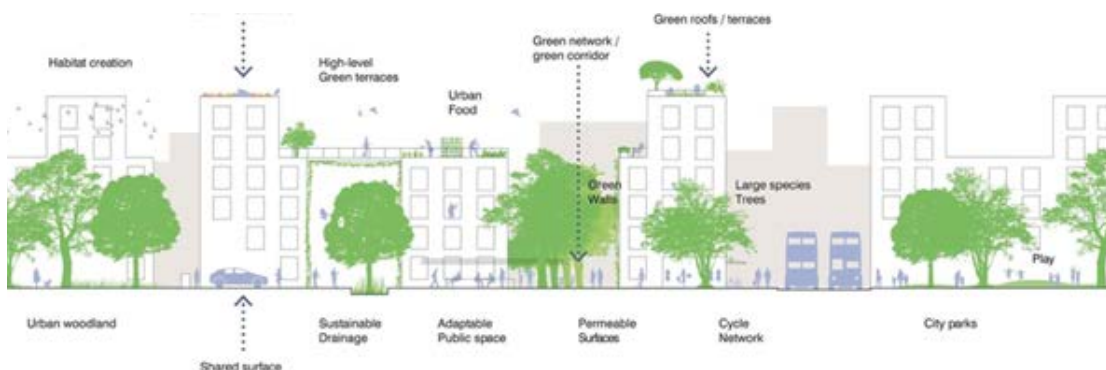 Green roofs / terraces
Green network /
green corridor
Habitat creation
High-level
Green terraces
Urban
Food
Green
Walls
Large species
Trees
Play
Urban woodland
Sustainable
Drainage
Adaptable
Public space
Permeable
Surfaces
Cycle
Network
City parks
Shared surface